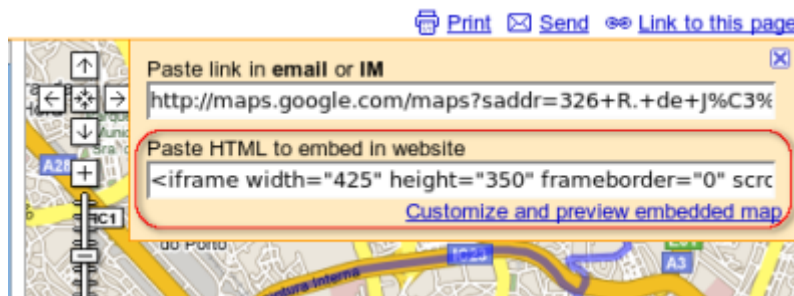 Print Send Link to this page
Paste link in email or IM
http://maps.google.com/maps?saddr=326+R.+de+J%C3%
Paste HTML to embed in website
<iframe width="425" height="350" frameborder="0" scrc
Customize and preview embedded map
A28
IC1
do Porto
IC23
A3
Interna